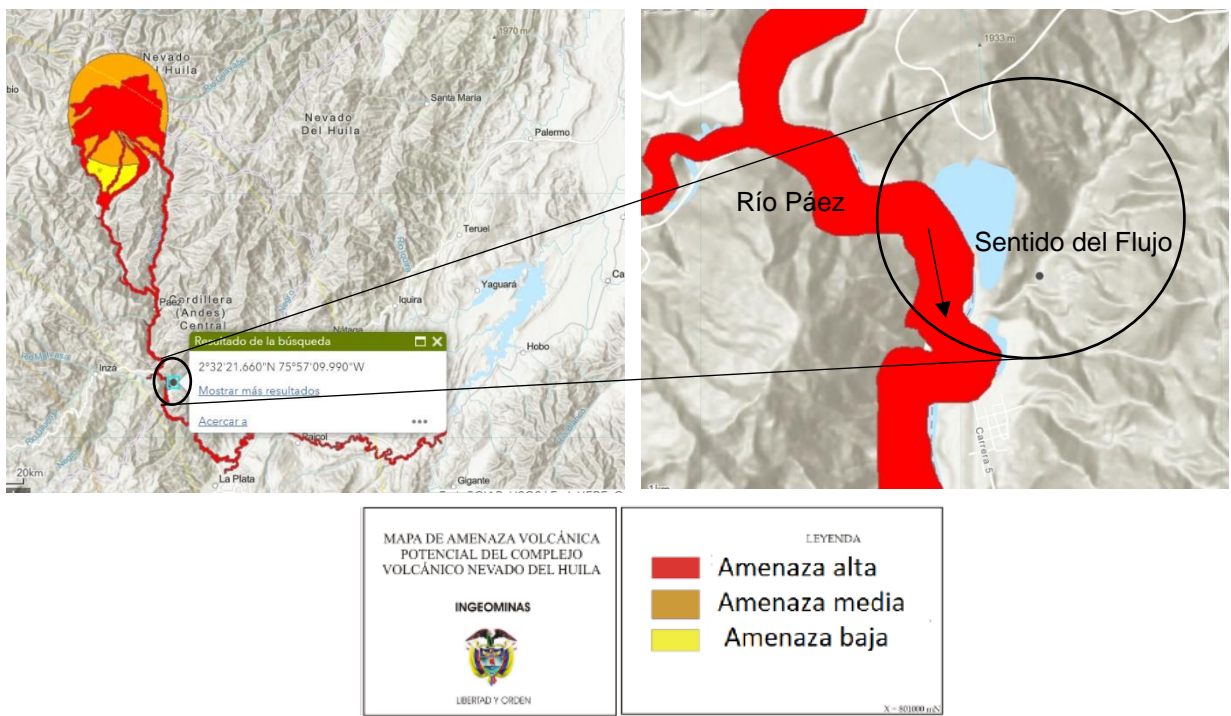 1970 m
Nevado
del Huila
Santa María
Nevado
Del Huila
Palermo
Teruel
Yaguará
Páez
Cordillera
(Andes)
Central
Iquira
Nátaga
Hobo
Inzá
Resultado de la búsqueda
2°32'21.660"N 75°57'09.990"W
Mostrar más resultados
Acercar a
•••
Paicol
20km
La Plata
Gigante
1933 m
Río Páez
Sentido del Flujo
Carrera 5
1km
MAPA DE AMENAZA VOLCÁNICA
POTENCIAL DEL COMPLEJO
VOLCÁNICO NEVADO DEL HUILA
INGEOMINAS
LIBERTAD Y ORDEN
LEYENDA
Amenaza alta
Amenaza media
Amenaza baja
X = 801000 mN